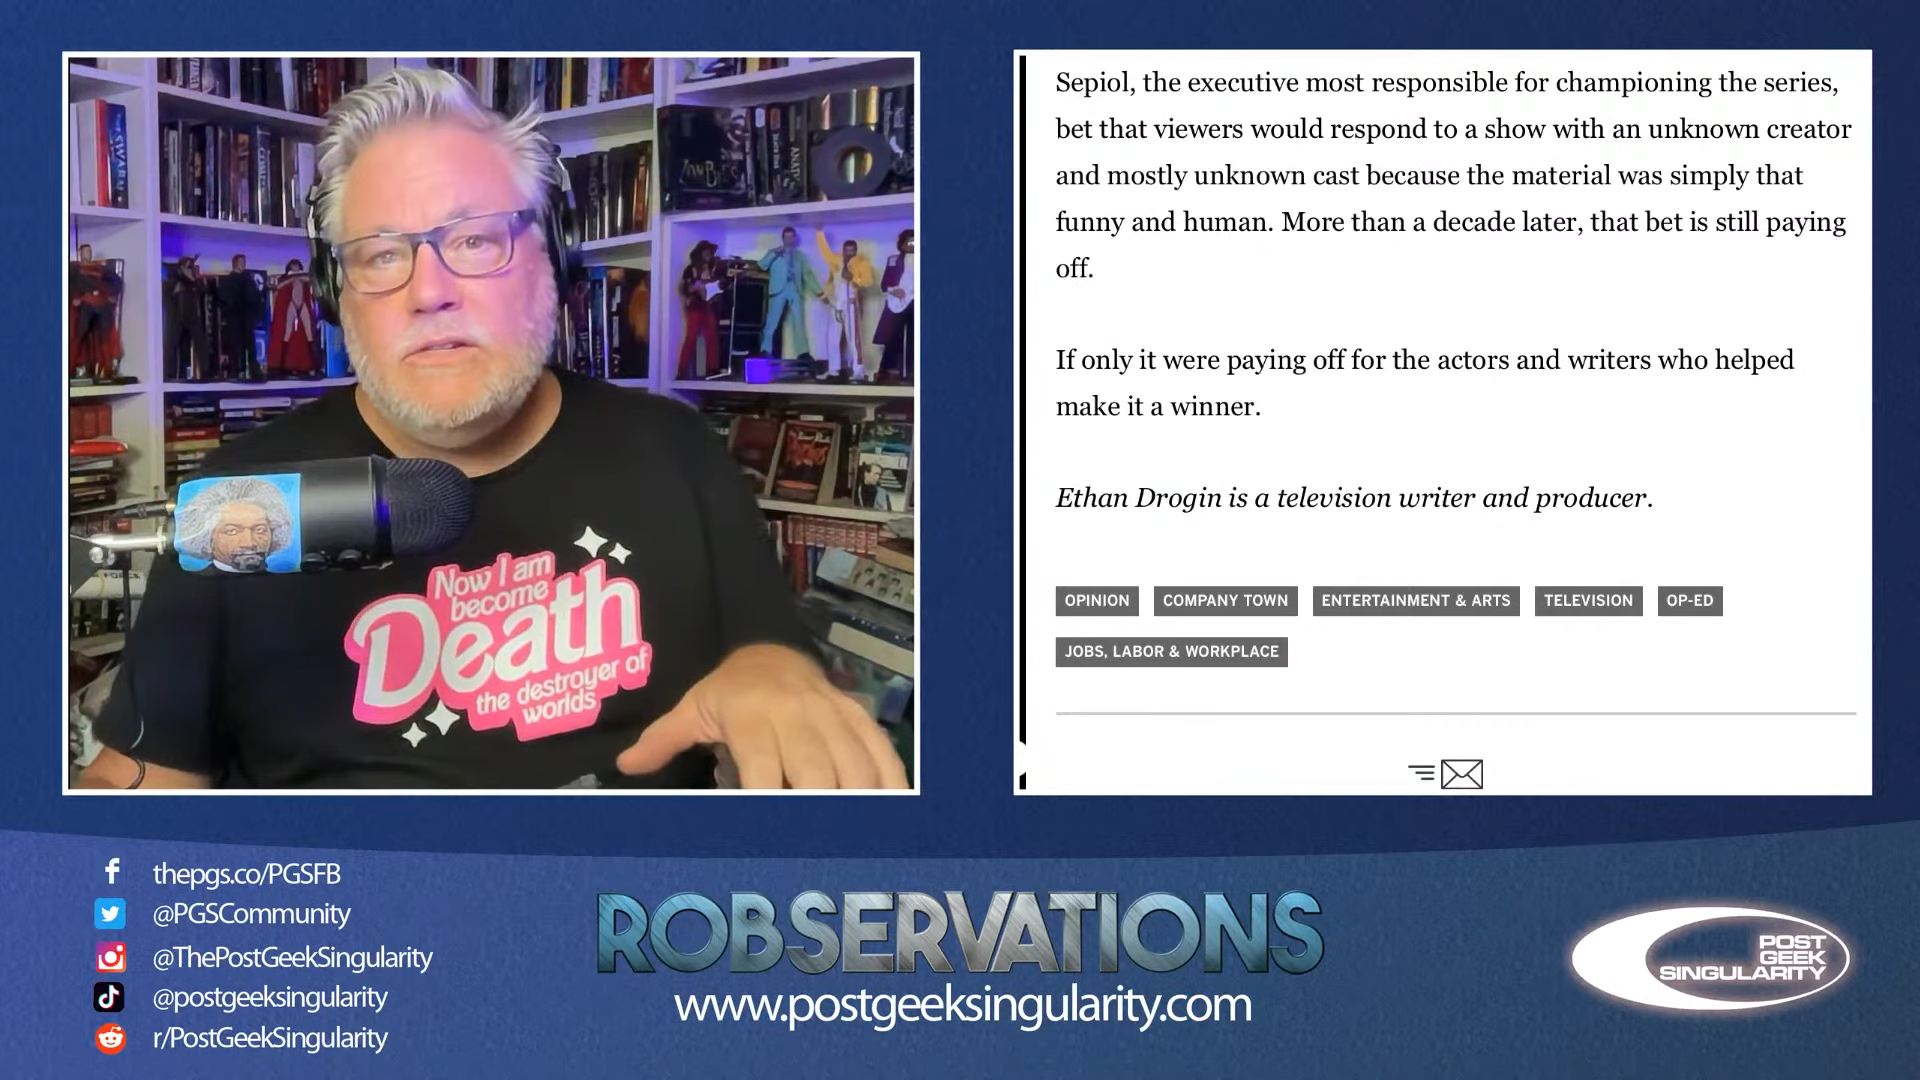 Sepiol, the executive most responsible for championing the series,
bet that viewers would respond to a show with an unknown creator
and mostly unknown cast because the material was simply that
funny and human. More than a decade later, that bet is still paying
off.
If only it were paying off for the actors and writers who helped
make it a winner.
Ethan Drogin is a television writer and producer.
OPINION
COMPANY TOWN
ENTERTAINMENT & ARTS
TELEVISION
OP-ED
JOBS, LABOR & WORKPLACE
Now I am
become
Death
the destroyer of
worlds
thepgs.co/PGSFB
@PGSCommunity
@ThePostGeekSingularity
@postgeeksingularity
r/PostGeekSingularity
ROBSERVATIONS
www.postgeeksingularity.com
POST
GEEK
SINGULARITY